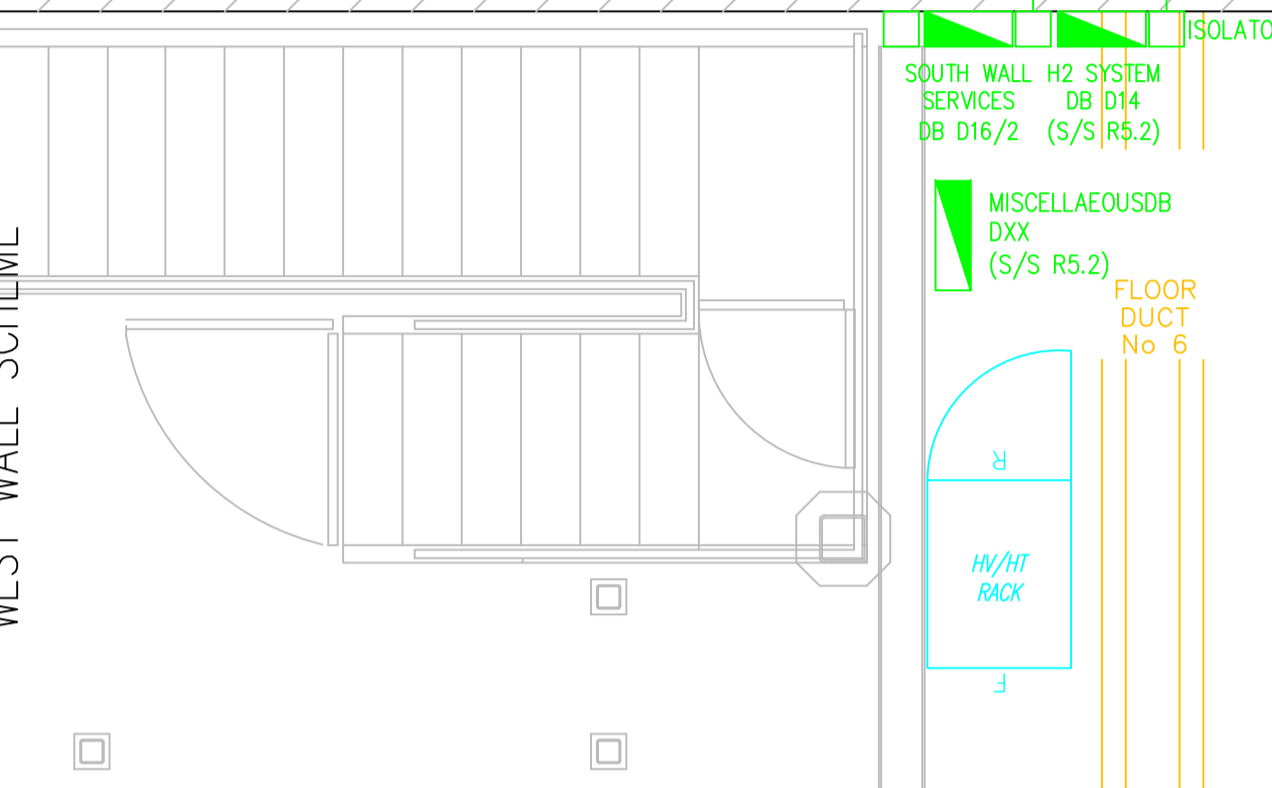 ISOLATO
SOUTH WALL
SERVICES
DB D16/2
H2 SYSTEM
DB D14
(S/S R5.2)
MISCELLAEOUSDB
DXX
(S/S R5.2)
FLOOR
DUCT
No 6
R
HV/HT
RACK
F
WEST WALL SCHEME